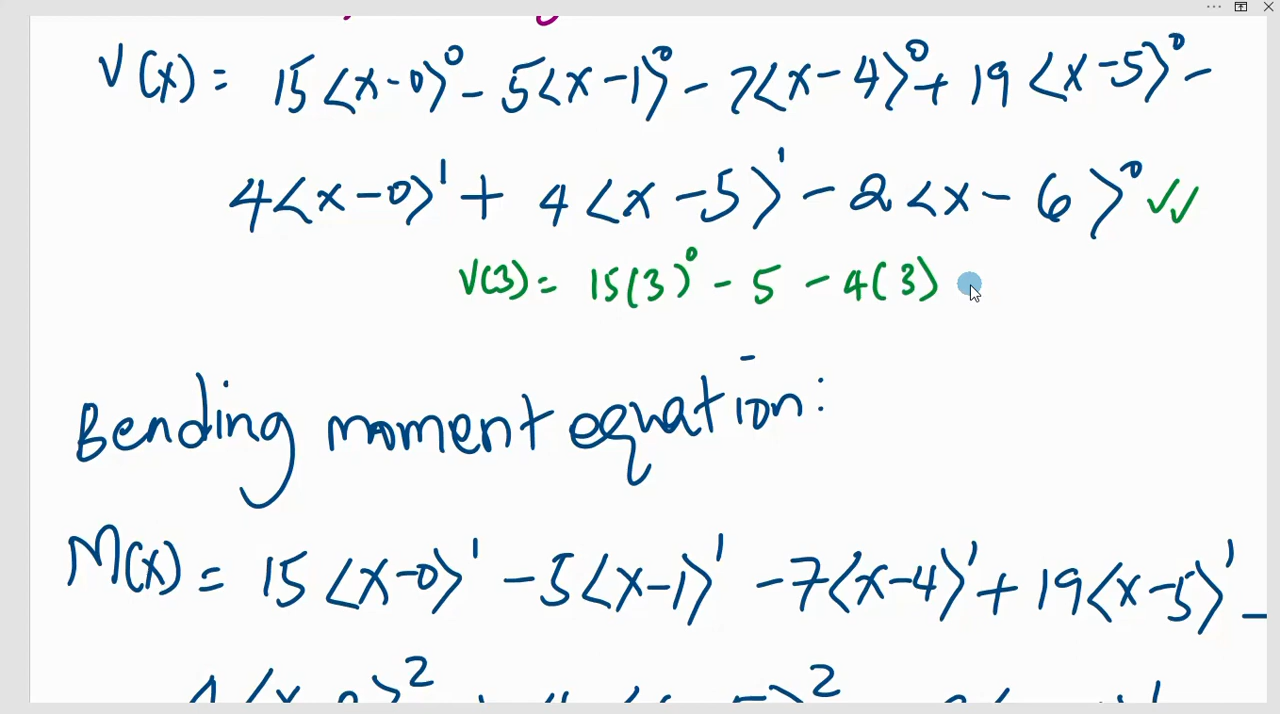 V(x) = 15<x-0>⁰ - 5<x-1>⁰ - 7<x-4>⁰ + 19<x-5>⁰ -
4<x-0>¹ + 4<x-5>¹ - 2<x-6>⁰ ✓✓
V(3) = 15(3)⁰ - 5 - 4(3)
Bending moment equation:
M(x) = 15<x-0>¹ - 5<x-1>¹ - 7<x-4>¹ + 19<x-5>¹ -